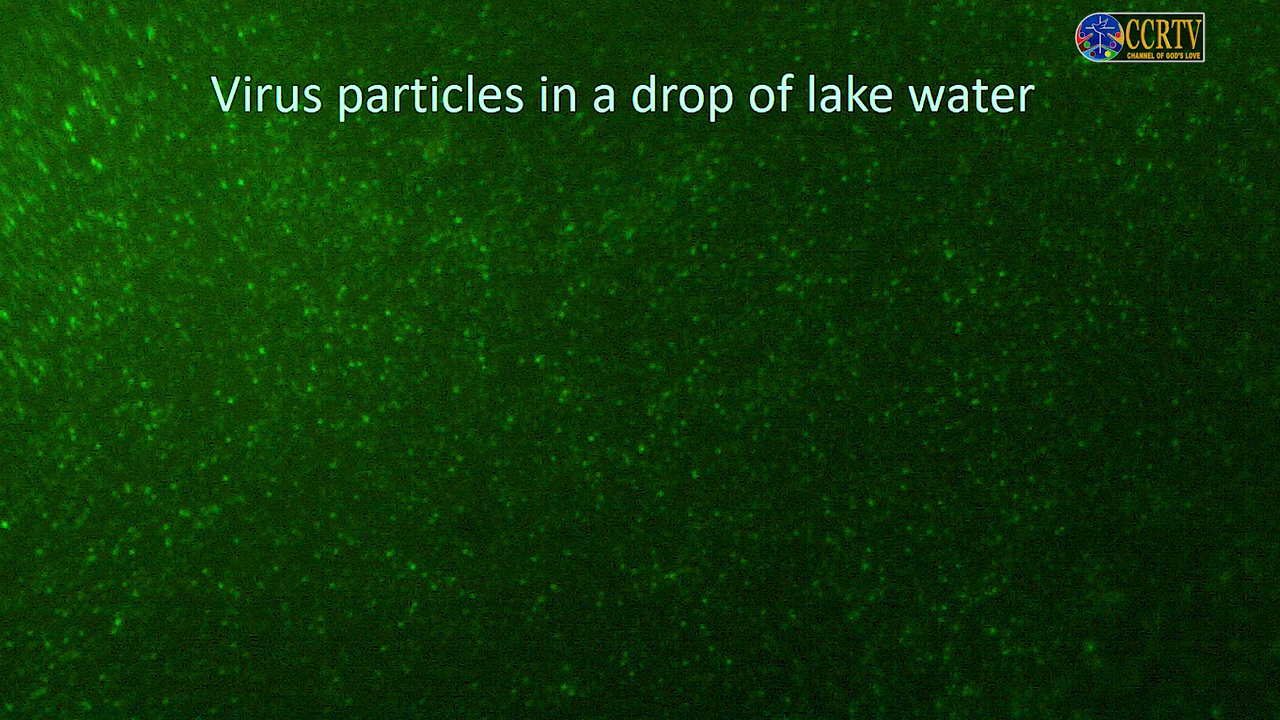 CCRTV
CHANNEL OF GOD'S LOVE
Virus particles in a drop of lake water